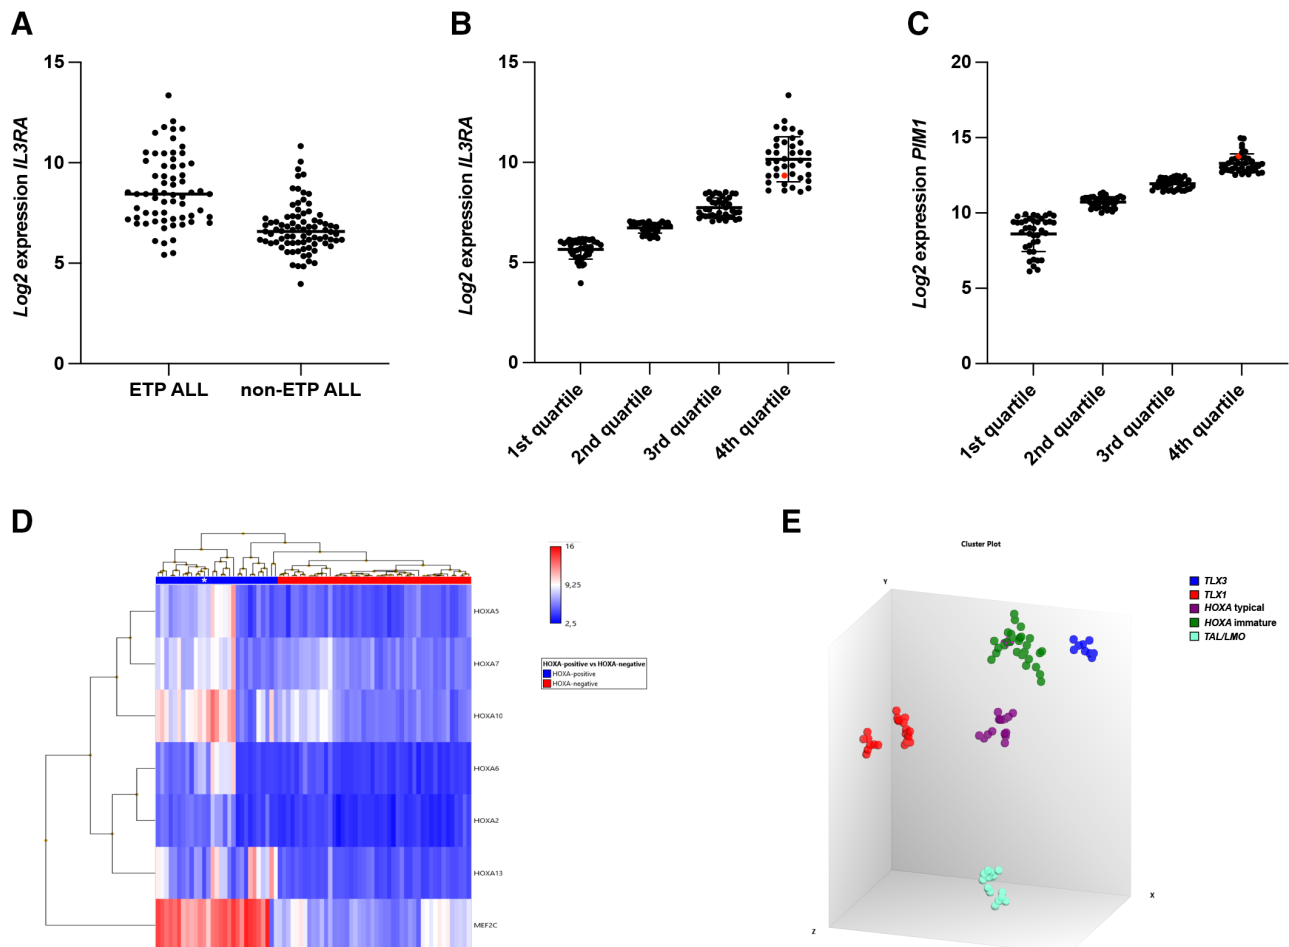 A
B
C
15
10
5
0
Log2 expression IL3RA
ETP ALL
non-ETP ALL
15
10
5
0
Log2 expression IL3RA
1st quartile
2nd quartile
3rd quartile
4th quartile
20
15
10
5
0
Log2 expression PIM1
1st quartile
2nd quartile
3rd quartile
4th quartile
D
*
HOXA5
HOXA7
HOXA10
HOXA6
HOXA2
HOXA13
MEF2C
16
9,25
2,5
HOXA-positive vs HOXA-negative
HOXA-positive
HOXA-negative
E
Cluster Plot
Y
X
Z
TLX3
TLX1
HOXA typical
HOXA immature
TAL/LMO